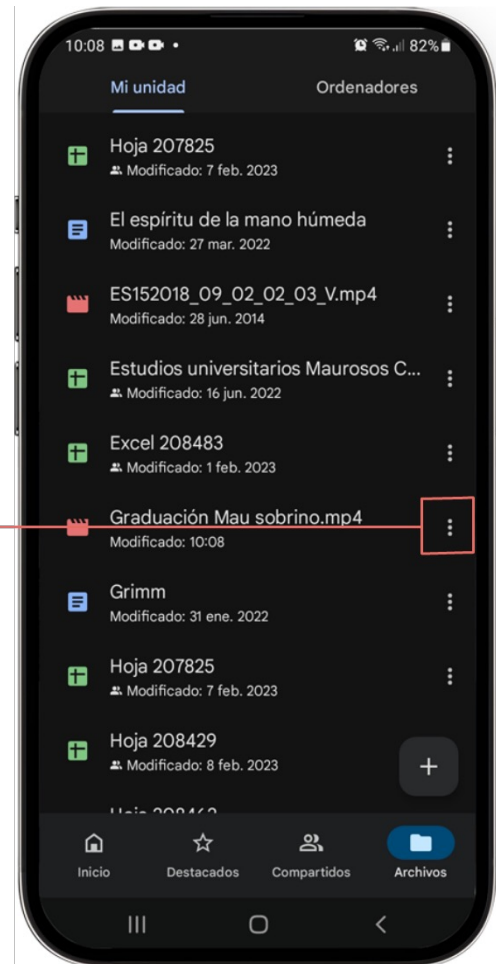 10:08 82%
Mi unidad Ordenadores
Hoja 207825
Modificado: 7 feb. 2023
El espíritu de la mano húmeda
Modificado: 27 mar. 2022
ES152018_09_02_02_03_V.mp4
Modificado: 28 jun. 2014
Estudios universitarios Maurosos C...
Modificado: 16 jun. 2022
Excel 208483
Modificado: 1 feb. 2023
Graduación Mau sobrino.mp4
Modificado: 10:08
Grimm
Modificado: 31 ene. 2022
Hoja 207825
Modificado: 7 feb. 2023
Hoja 208429
Modificado: 8 feb. 2023
Inicio Destacados Compartidos Archivos